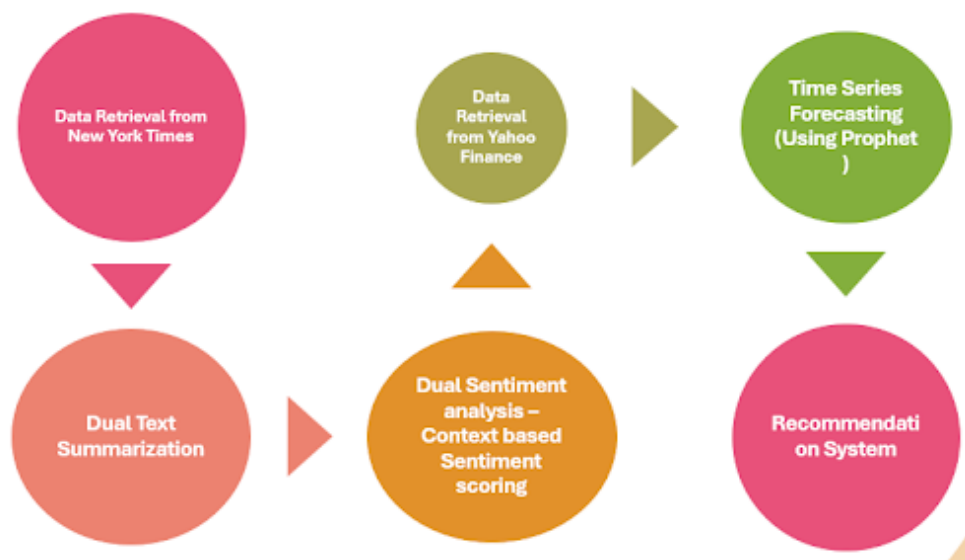 Data Retrieval from
New York Times
Dual Text
Summarization
Dual Sentiment
analysis –
Context based
Sentiment
scoring
Data
Retrieval
from Yahoo
Finance
Time Series
Forecasting
(Using Prophet
)
Recommendati
on System